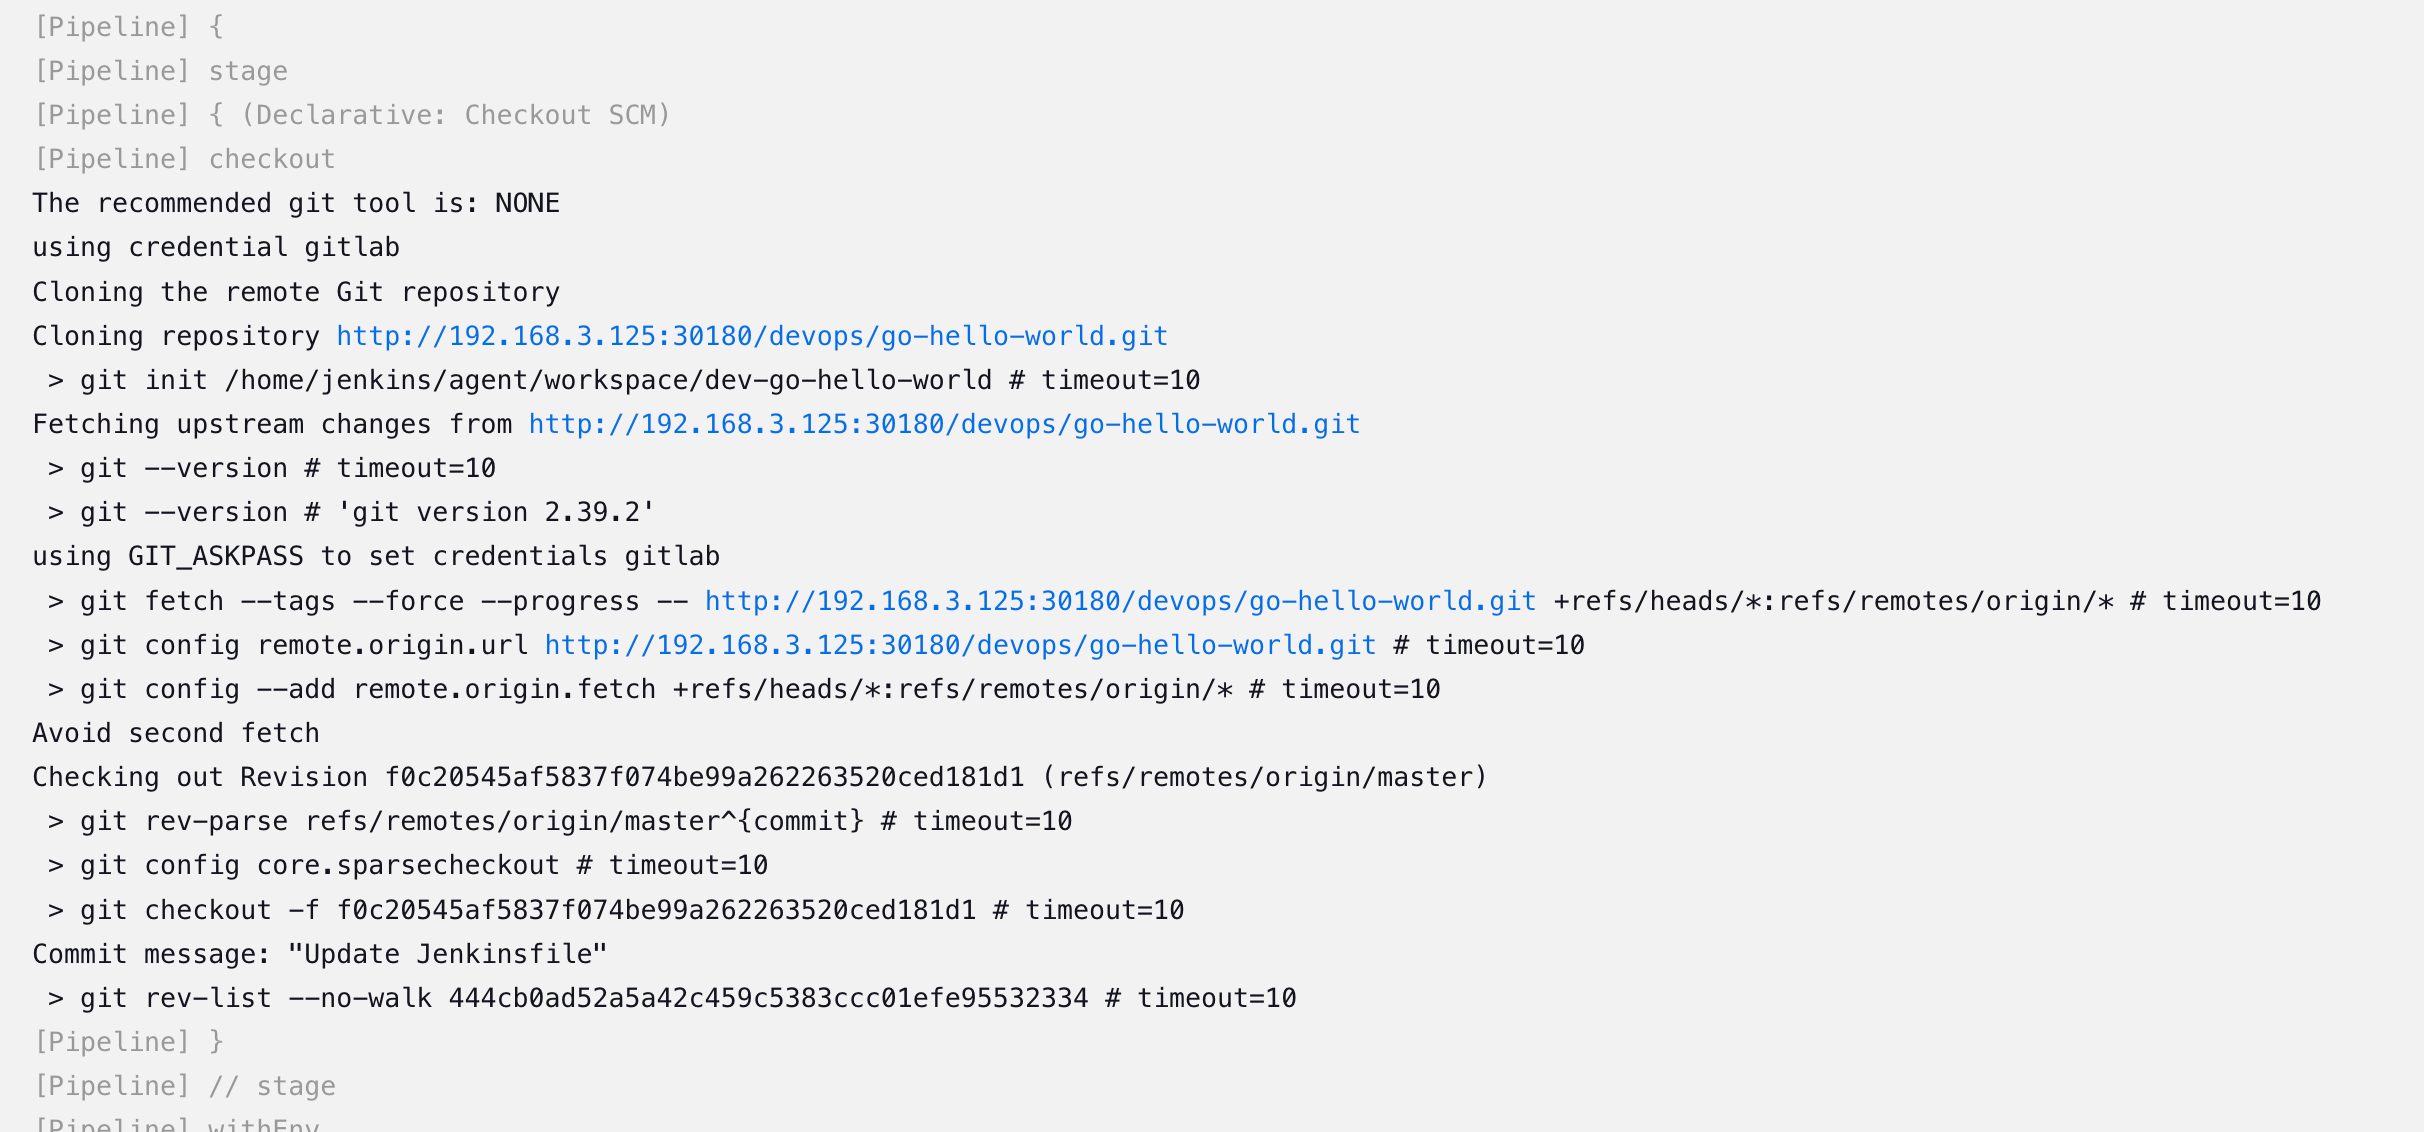 [Pipeline] {
[Pipeline] stage
[Pipeline] { (Declarative: Checkout SCM)
[Pipeline] checkout
The recommended git tool is: NONE
using credential gitlab
Cloning the remote Git repository
Cloning repository http://192.168.3.125:30180/devops/go-hello-world.git
 > git init /home/jenkins/agent/workspace/dev-go-hello-world # timeout=10
Fetching upstream changes from http://192.168.3.125:30180/devops/go-hello-world.git
 > git --version # timeout=10
 > git --version # 'git version 2.39.2'
using GIT_ASKPASS to set credentials gitlab
 > git fetch --tags --force --progress -- http://192.168.3.125:30180/devops/go-hello-world.git +refs/heads/*:refs/remotes/origin/* # timeout=10
 > git config remote.origin.url http://192.168.3.125:30180/devops/go-hello-world.git # timeout=10
 > git config --add remote.origin.fetch +refs/heads/*:refs/remotes/origin/* # timeout=10
Avoid second fetch
Checking out Revision f0c20545af5837f074be99a262263520ced181d1 (refs/remotes/origin/master)
 > git rev-parse refs/remotes/origin/master^{commit} # timeout=10
 > git config core.sparsecheckout # timeout=10
 > git checkout -f f0c20545af5837f074be99a262263520ced181d1 # timeout=10
Commit message: "Update Jenkinsfile"
 > git rev-list --no-walk 444cb0ad52a5a42c459c5383ccc01efe95532334 # timeout=10
[Pipeline] }
[Pipeline] // stage
[Pipeline] withEnv